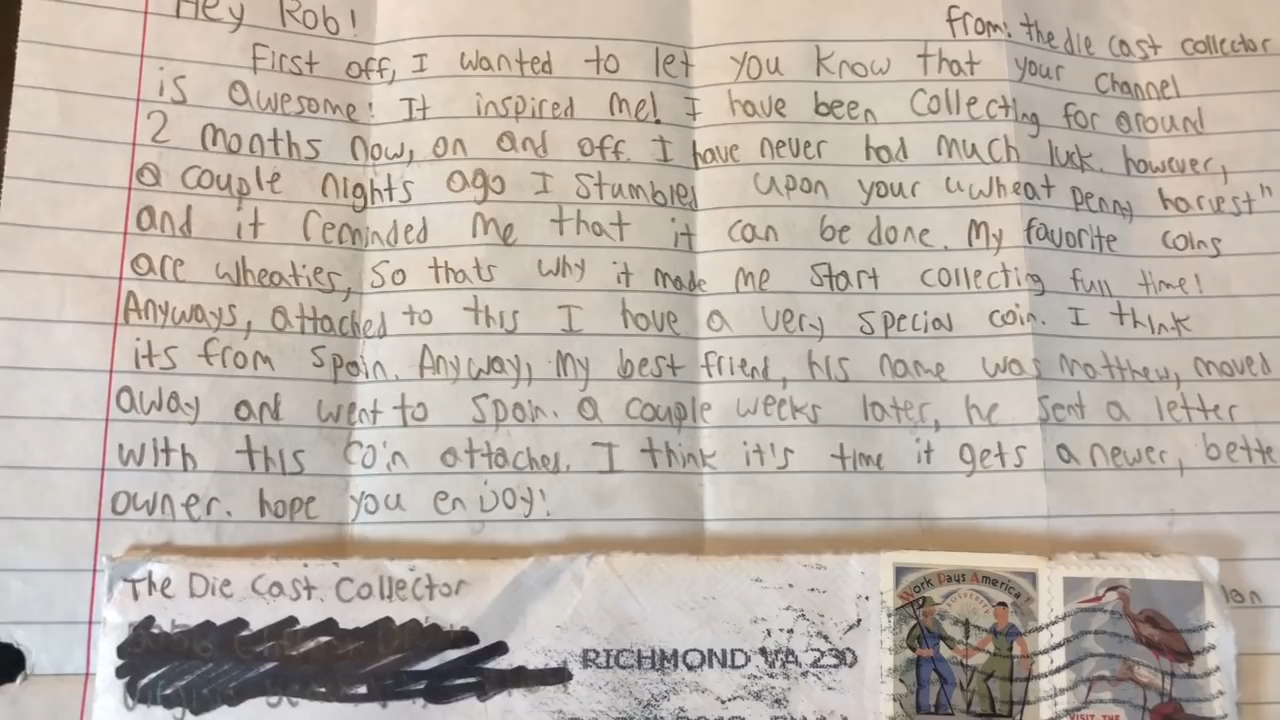 Hey Rob!
from: the die cast collector
First off, I wanted to let you know that your Channel
is awesome! It inspired me! I have been collecting for around
2 months now, on and off. I have never had much luck. however,
a couple nights ago I stumbled upon your "wheat penny harvest"
and it reminded me that it can be done. My favorite coins
are wheaties, so thats why it made me start collecting full time!
Anyways, attached to this I have a very special coin. I think
its from Spain. Anyway, my best friend, his name was matthew, moved
away and went to Spain. a couple weeks later, he sent a letter
with this coin attached. I think it's time it gets a newer, bette
owner. hope you enjoy!
The Die Cast Collector
RICHMOND VA 230
Work Pays America!
PROSPERITY
VISIT THE